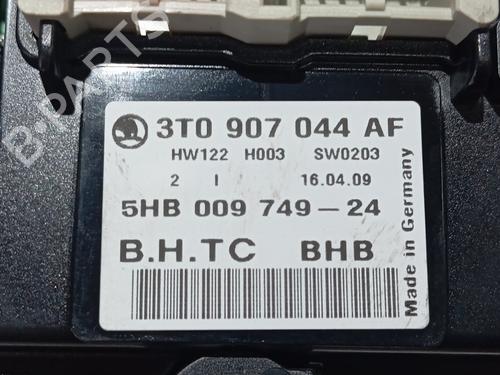 3T0 907 044 AF
HW122 H003 SW0203
2 I 16.04.09
5HB 009 749-24
B.H.TC BHB
Made in Germany
B-PARTS